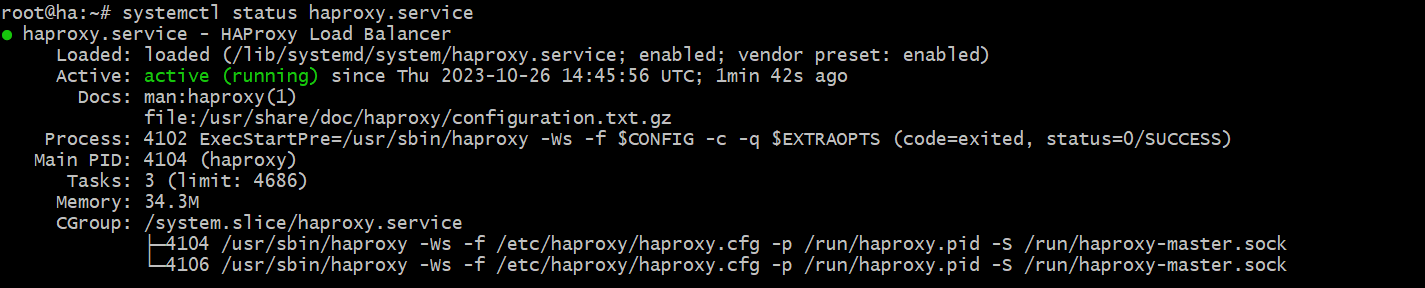 root@ha:~# systemctl status haproxy.service
● haproxy.service - HAProxy Load Balancer
Loaded: loaded (/lib/systemd/system/haproxy.service; enabled; vendor preset: enabled)
Active: active (running) since Thu 2023-10-26 14:45:56 UTC; 1min 42s ago
Docs: man:haproxy(1)
file:/usr/share/doc/haproxy/configuration.txt.gz
Process: 4102 ExecStartPre=/usr/sbin/haproxy -Ws -f $CONFIG -c -q $EXTRAOPTS (code=exited, status=0/SUCCESS)
Main PID: 4104 (haproxy)
Tasks: 3 (limit: 4686)
Memory: 34.3M
CGroup: /system.slice/haproxy.service
├─4104 /usr/sbin/haproxy -Ws -f /etc/haproxy/haproxy.cfg -p /run/haproxy.pid -S /run/haproxy-master.sock
└─4106 /usr/sbin/haproxy -Ws -f /etc/haproxy/haproxy.cfg -p /run/haproxy.pid -S /run/haproxy-master.sock